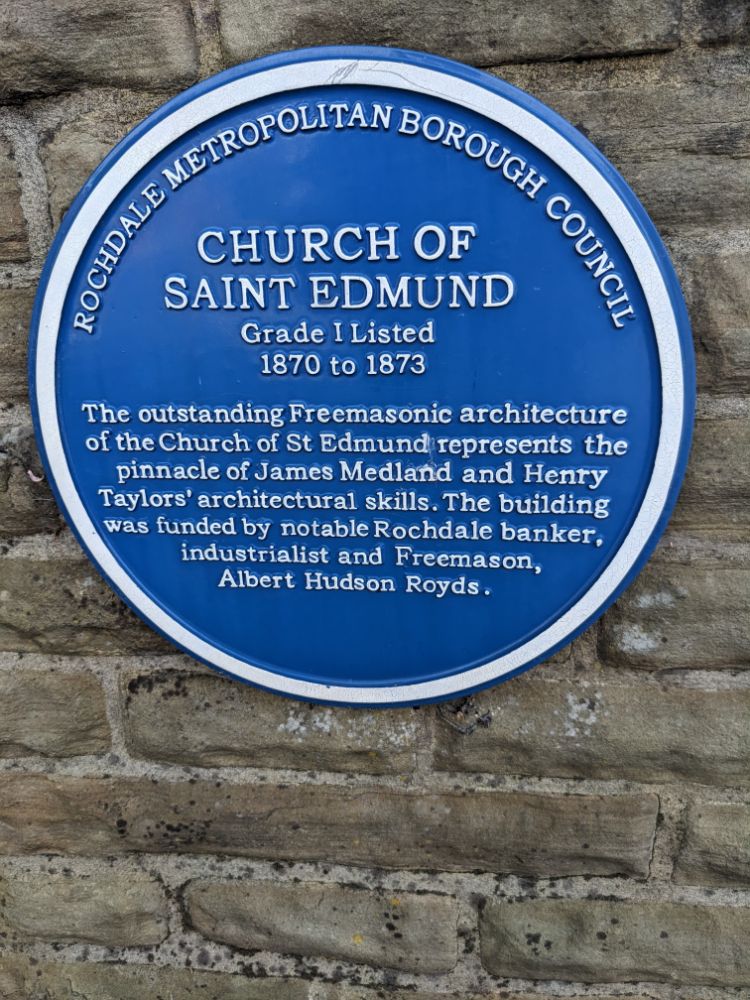 ROCHDALE METROPOLITAN BOROUGH COUNCIL
CHURCH OF
SAINT EDMUND
Grade I Listed
1870 to 1873
The outstanding Freemasonic architecture
of the Church of St Edmund represents the
pinnacle of James Medland and Henry
Taylors' architectural skills. The building
was funded by notable Rochdale banker,
industrialist and Freemason,
Albert Hudson Royds.